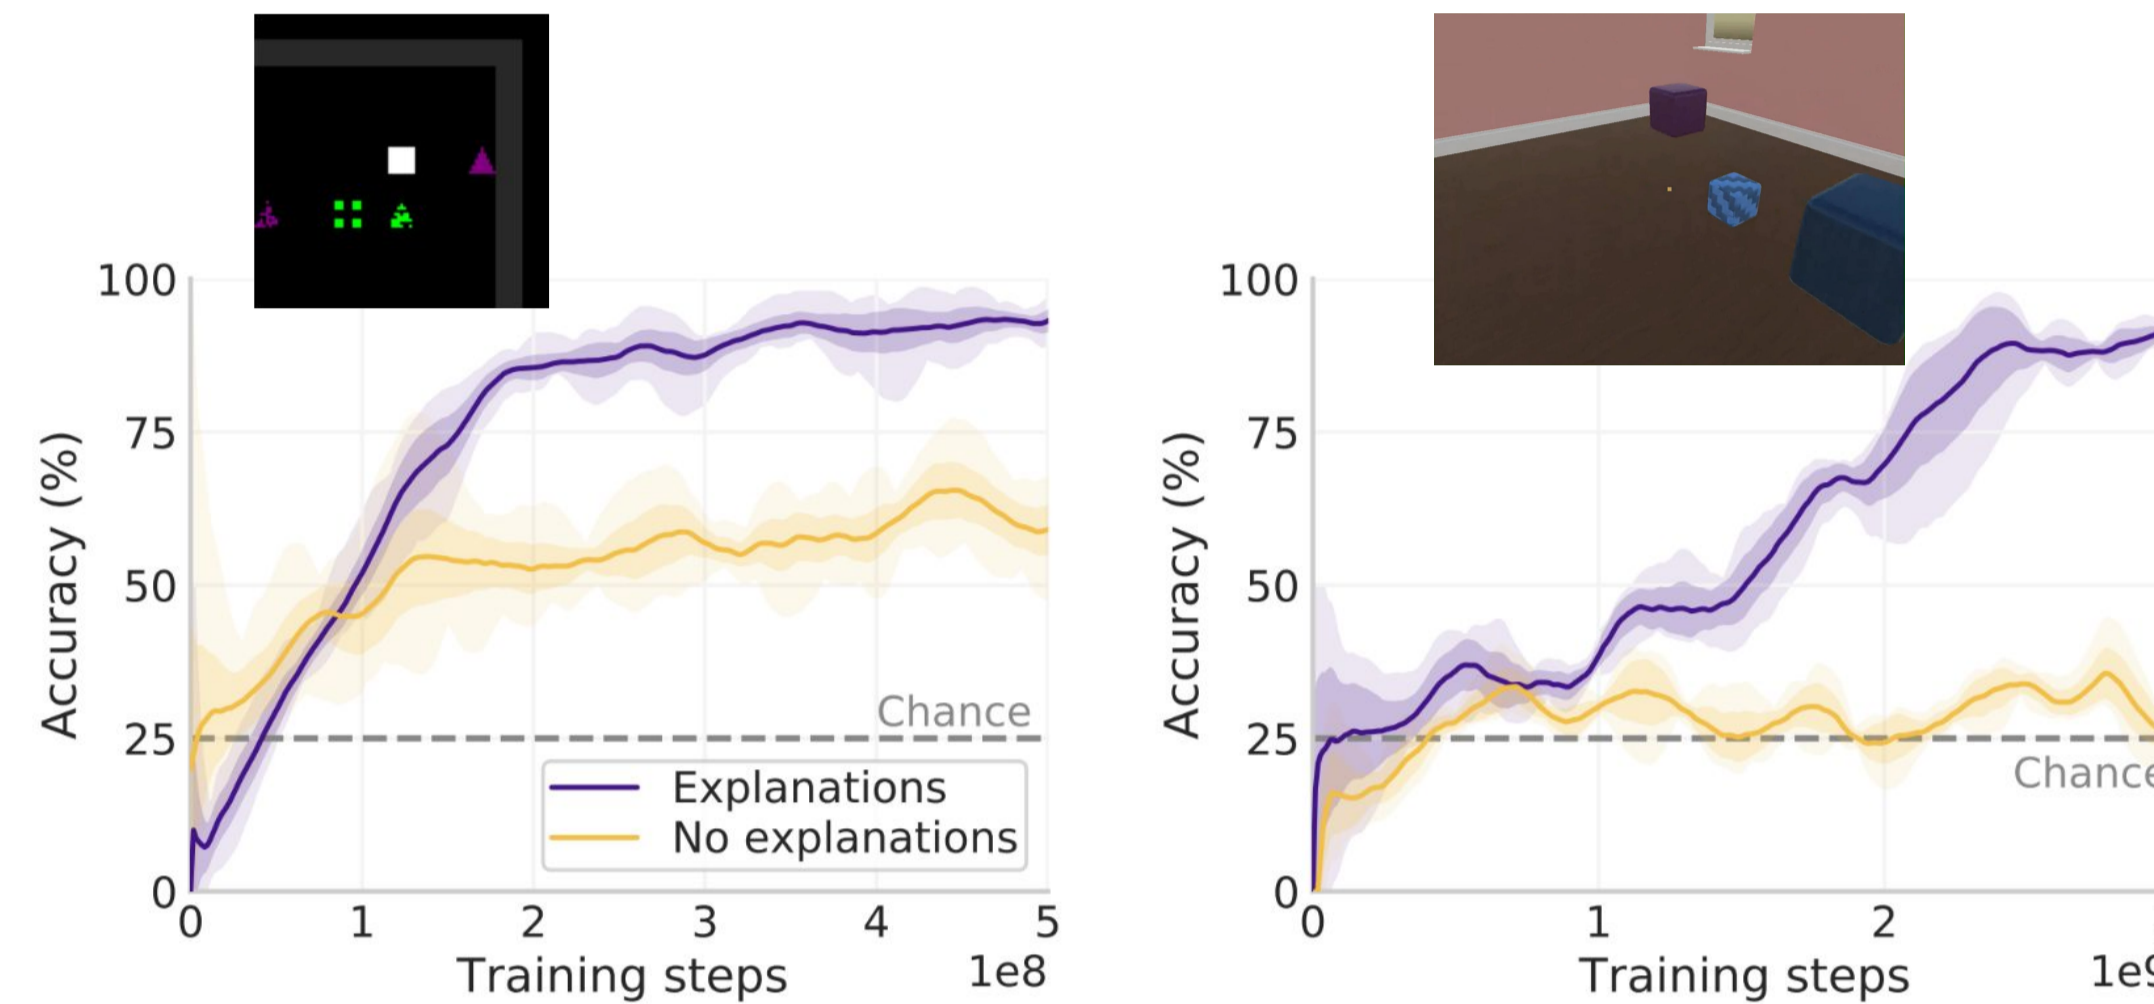 100
75
50
25
0
Accuracy (%)
Chance
Explanations
No explanations
0 1 2 3 4 5
Training steps
1e8
100
75
50
25
0
Accuracy (%)
Chance
0 1 2
Training steps